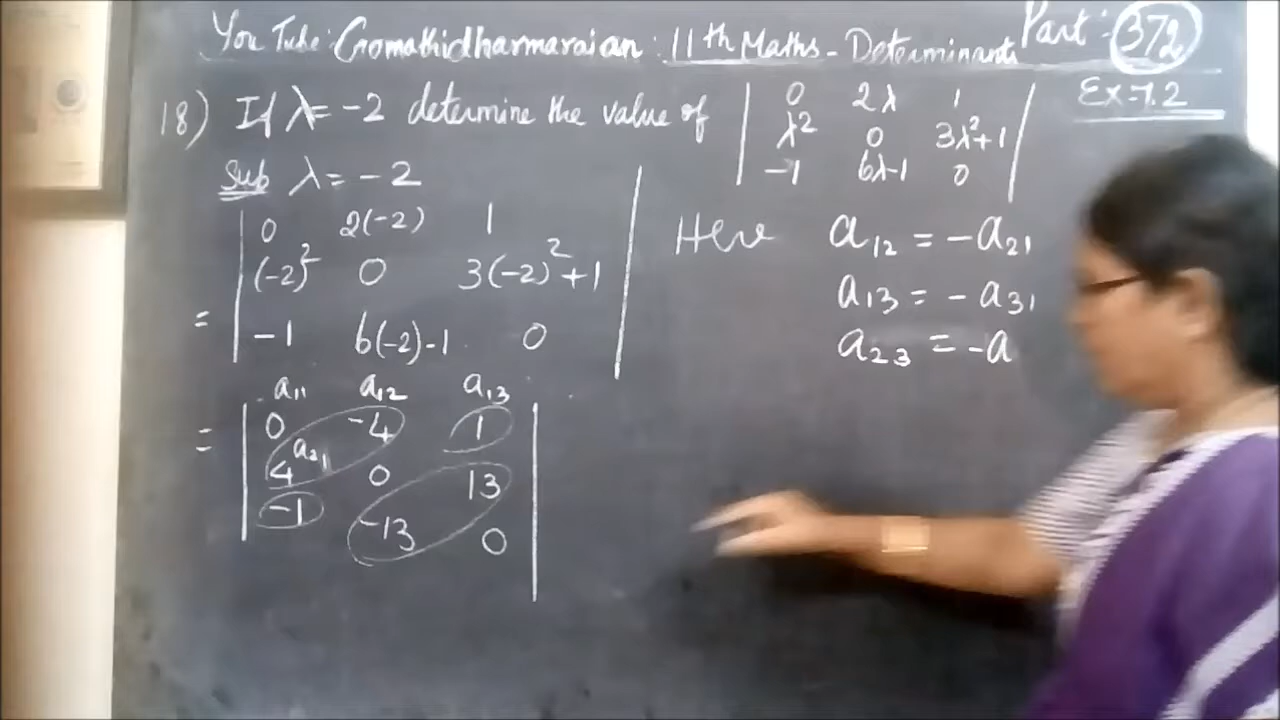 You Tube: Gomathidharmarajan : 11th Maths - Determinants Part: 372
Ex-7.2
18) If λ = -2 determine the value of | 0 2λ 1 |
| λ² 0 3λ²+1 |
| -1 6λ-1 0 |
Sub λ = -2
= | 0 2(-2) 1 |
| (-2)² 0 3(-2)²+1 |
| -1 6(-2)-1 0 |
a₁₁ a₁₂ a₁₃
= | 0 -4 1 |
a₂₁
| 4 0 13 |
| -1 -13 0 |
Here a₁₂ = -a₂₁
a₁₃ = -a₃₁
a₂₃ = -a